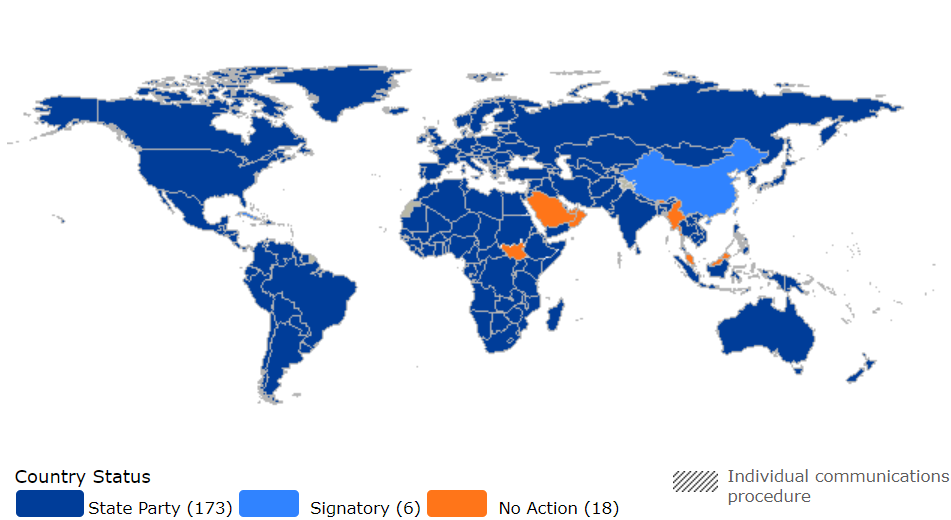 Country Status
State Party (173)
Signatory (6)
No Action (18)
Individual communications
procedure